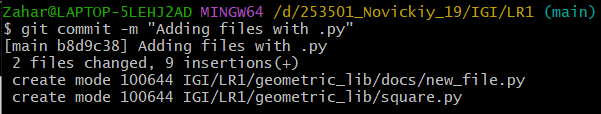 Zahar@LAPTOP-5LEHJ2AD MINGW64 /d/253501_Novickiy_19/IGI/LR1 (main)
$ git commit -m "Adding files with .py"
[main b8d9c38] Adding files with .py
 2 files changed, 9 insertions(+)
 create mode 100644 IGI/LR1/geometric_lib/docs/new_file.py
 create mode 100644 IGI/LR1/geometric_lib/square.py